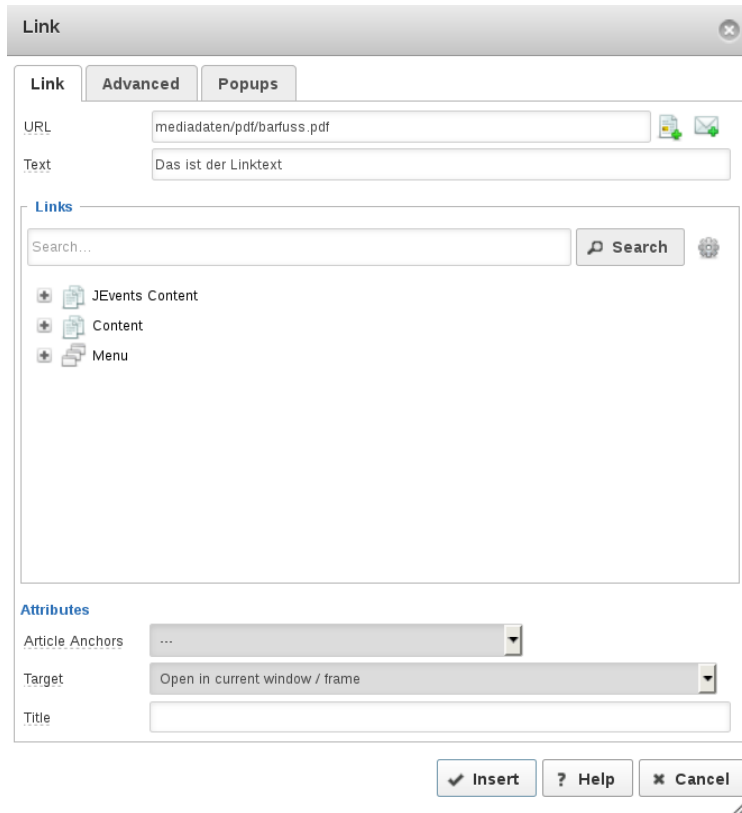 Link
Link Advanced Popups
URL mediadaten/pdf/barfuss.pdf
Text Das ist der Linktext
Links
Search... Search
JEvents Content
Content
Menu
Attributes
Article Anchors ---
Target Open in current window / frame
Title
Insert ? Help Cancel